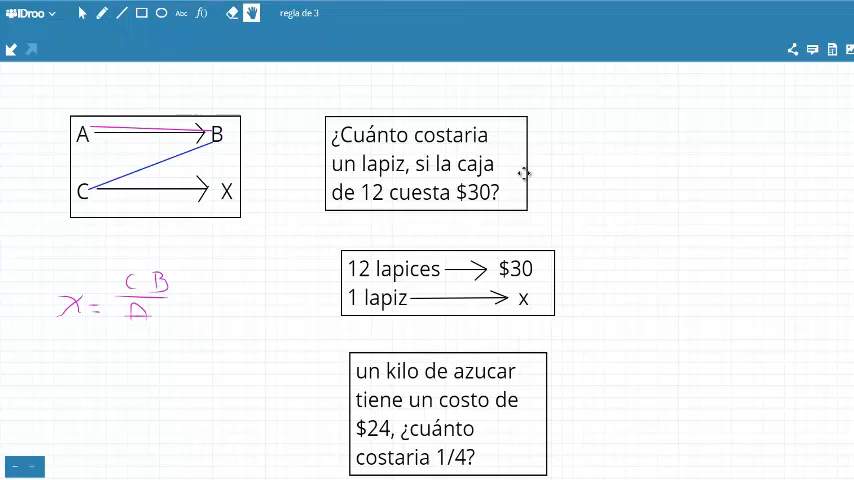 IDroo
Abc
f()
regla de 3
A B
C X
¿Cuánto costaria
un lapiz, si la caja
de 12 cuesta $30?
12 lapices $30
1 lapiz x
x = C B
A
un kilo de azucar
tiene un costo de
$24, ¿cuánto
costaria 1/4?